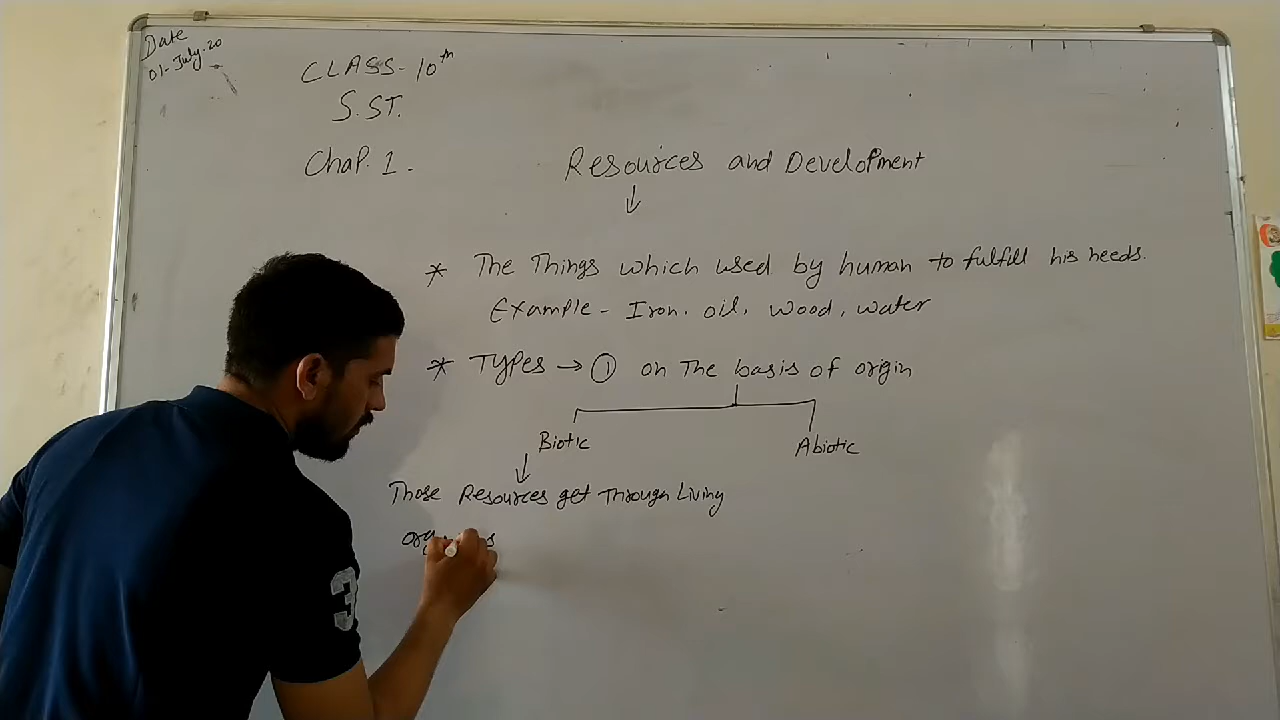 Date
01-July-20
CLASS-10th
S.ST.
Chap. 1.
Resources and Development
* The Things which used by human to fulfill his needs.
Example - Iron, oil, wood, water
* Types → ① on The basis of origin
Biotic
Abiotic
Those Resources get Through Living
3